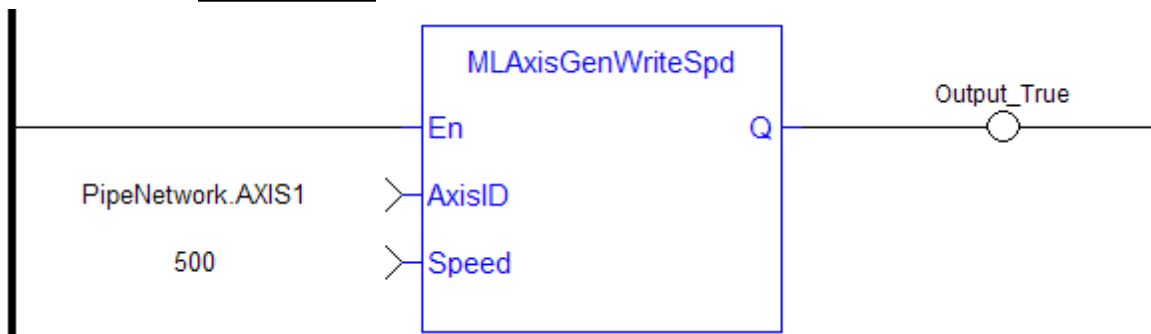 MLAxisGenWriteSpd
Output_True
En Q
PipeNetwork.AXIS1 AxisID
500 Speed